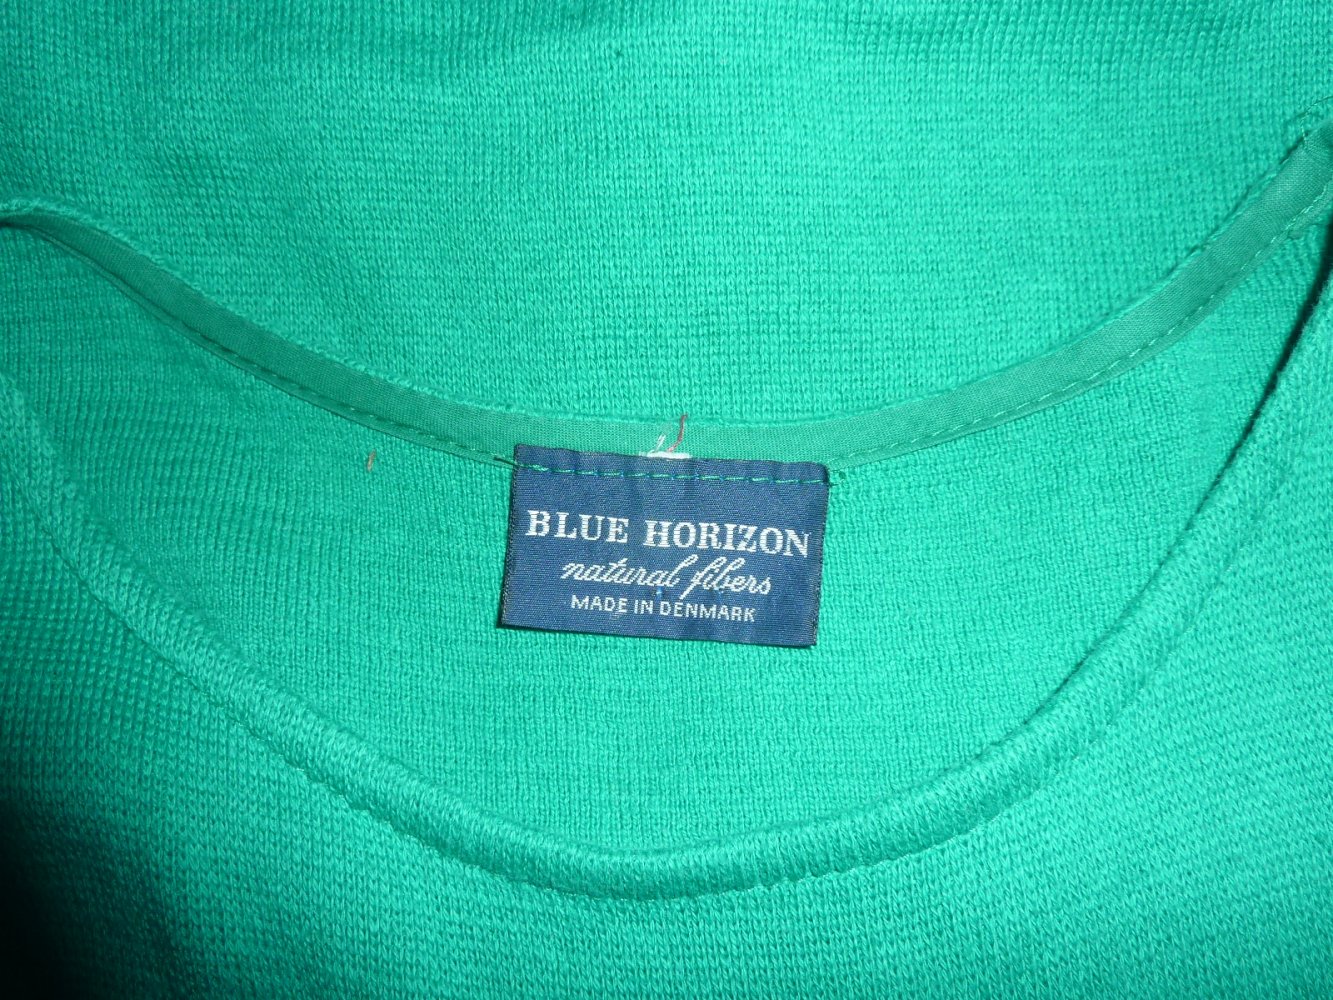 BLUE HORIZON
natural fibers
MADE IN DENMARK